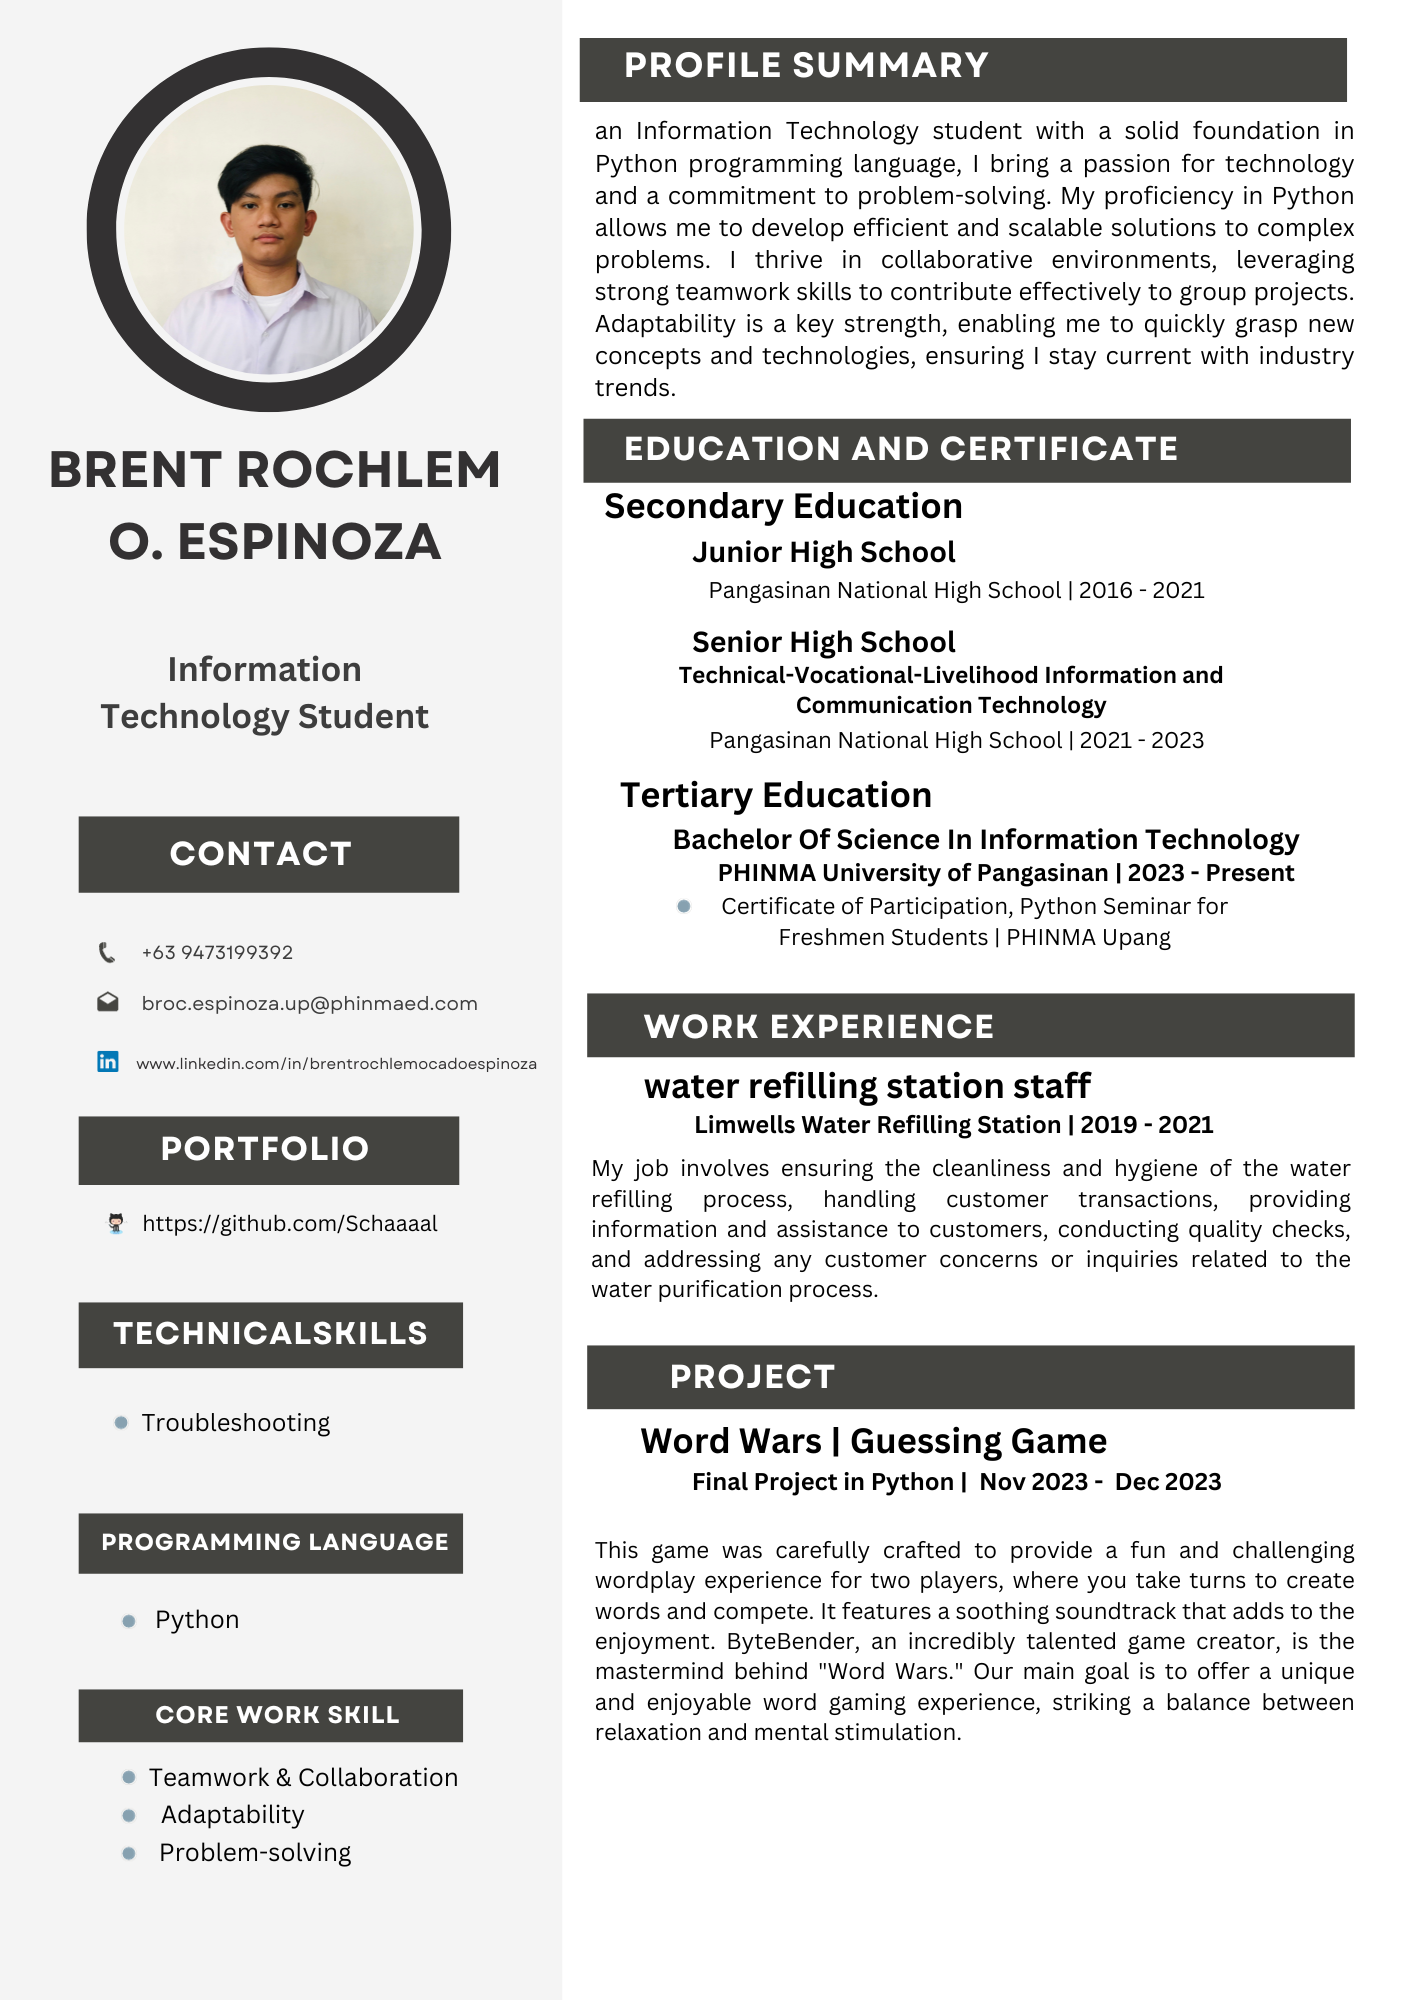 BRENT ROCHLEM
O. ESPINOZA
Information
Technology Student
CONTACT
+63 9473199392
broc.espinoza.up@phinmaed.com
in www.linkedin.com/in/brentrochlemocadoespinoza
PORTFOLIO
https://github.com/Schaaaal
TECHNICALSKILLS
Troubleshooting
PROGRAMMING LANGUAGE
Python
CORE WORK SKILL
Teamwork & Collaboration
Adaptability
Problem-solving
PROFILE SUMMARY
an Information Technology student with a solid foundation in
Python programming language, I bring a passion for technology
and a commitment to problem-solving. My proficiency in Python
allows me to develop efficient and scalable solutions to complex
problems. I thrive in collaborative environments, leveraging
strong teamwork skills to contribute effectively to group projects.
Adaptability is a key strength, enabling me to quickly grasp new
concepts and technologies, ensuring I stay current with industry
trends.
EDUCATION AND CERTIFICATE
Secondary Education
Junior High School
Pangasinan National High School | 2016 - 2021
Senior High School
Technical-Vocational-Livelihood Information and
Communication Technology
Pangasinan National High School | 2021 - 2023
Tertiary Education
Bachelor Of Science In Information Technology
PHINMA University of Pangasinan | 2023 - Present
Certificate of Participation, Python Seminar for
Freshmen Students | PHINMA Upang
WORK EXPERIENCE
water refilling station staff
Limwells Water Refilling Station | 2019 - 2021
My job involves ensuring the cleanliness and hygiene of the water
refilling process, handling customer transactions, providing
information and assistance to customers, conducting quality checks,
and addressing any customer concerns or inquiries related to the
water purification process.
PROJECT
Word Wars | Guessing Game
Final Project in Python | Nov 2023 - Dec 2023
This game was carefully crafted to provide a fun and challenging
wordplay experience for two players, where you take turns to create
words and compete. It features a soothing soundtrack that adds to the
enjoyment. ByteBender, an incredibly talented game creator, is the
mastermind behind "Word Wars." Our main goal is to offer a unique
and enjoyable word gaming experience, striking a balance between
relaxation and mental stimulation.